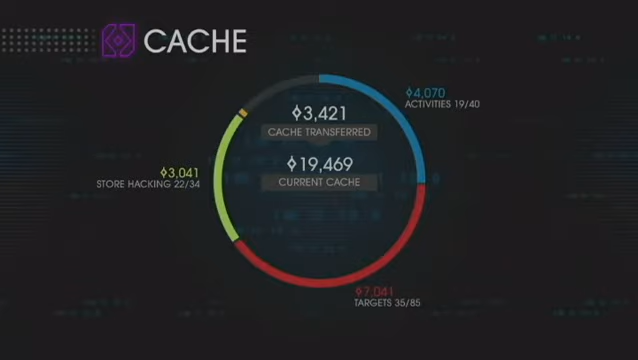 CACHE
3,421
CACHE TRANSFERRED
19,469
CURRENT CACHE
4,070
ACTIVITIES 19/40
3,041
STORE HACKING 22/34
7,041
TARGETS 35/85